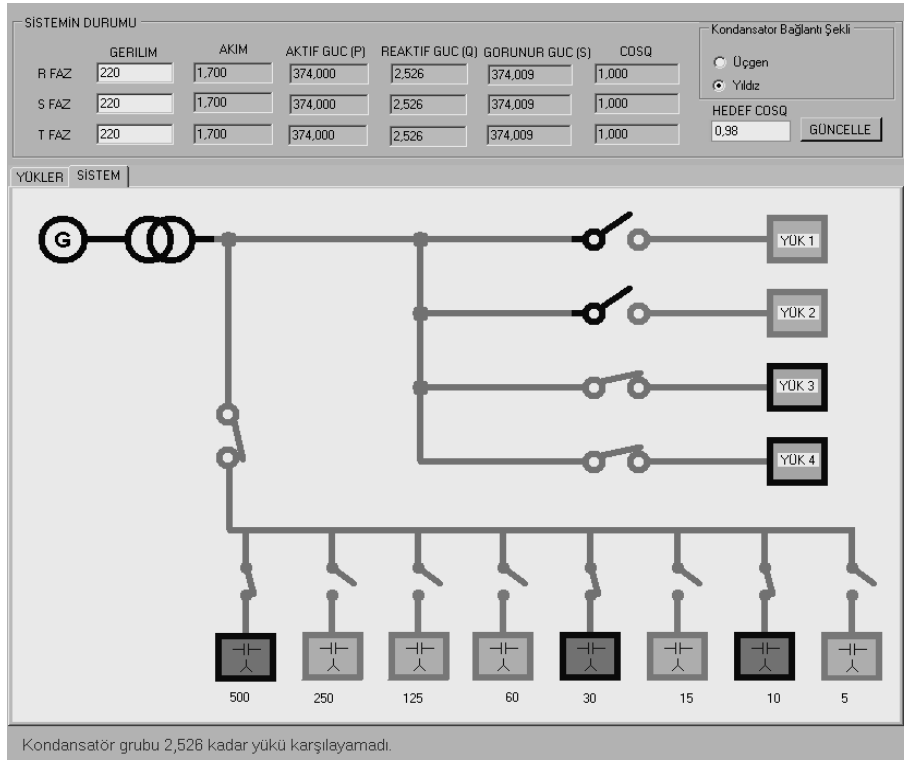 SİSTEMİN DURUMU
GERILIM AKIM AKTIF GUC (P) REAKTIF GUC (Q) GORUNUR GUC (S) COSQ
R FAZ 220 1,700 374,000 2,526 374,009 1,000
S FAZ 220 1,700 374,000 2,526 374,009 1,000
T FAZ 220 1,700 374,000 2,526 374,009 1,000
Kondansator Bağlantı Şekli
Üçgen
Yıldız
HEDEF COSQ
0,98 GÜNCELLE
YÜKLER SİSTEM
G
YÜK 1
YÜK 2
YÜK 3
YÜK 4
500 250 125 60 30 15 10 5
Kondansatör grubu 2,526 kadar yükü karşılayamadı.